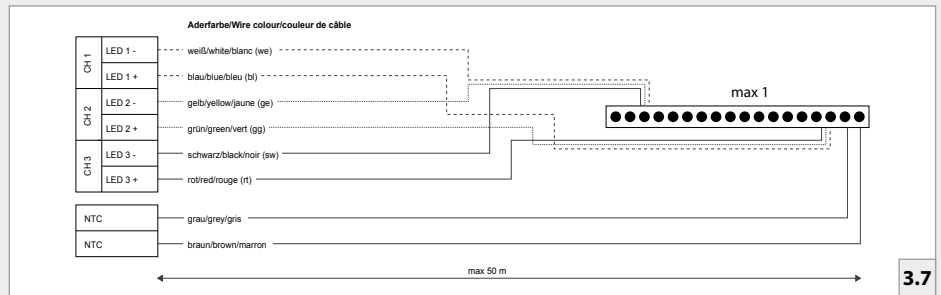 Aderfarbe/Wire colour/couleur de câble
CH 1
LED 1 -
weiß/white/blanc (we)
LED 1 +
blau/blue/bleu (bl)
CH 2
LED 2 -
gelb/yellow/jaune (ge)
LED 2 +
grün/green/vert (gg)
CH 3
LED 3 -
schwarz/black/noir (sw)
LED 3 +
rot/red/rouge (rt)
max 1
NTC
grau/grey/gris
NTC
braun/brown/marron
max 50 m
3.7